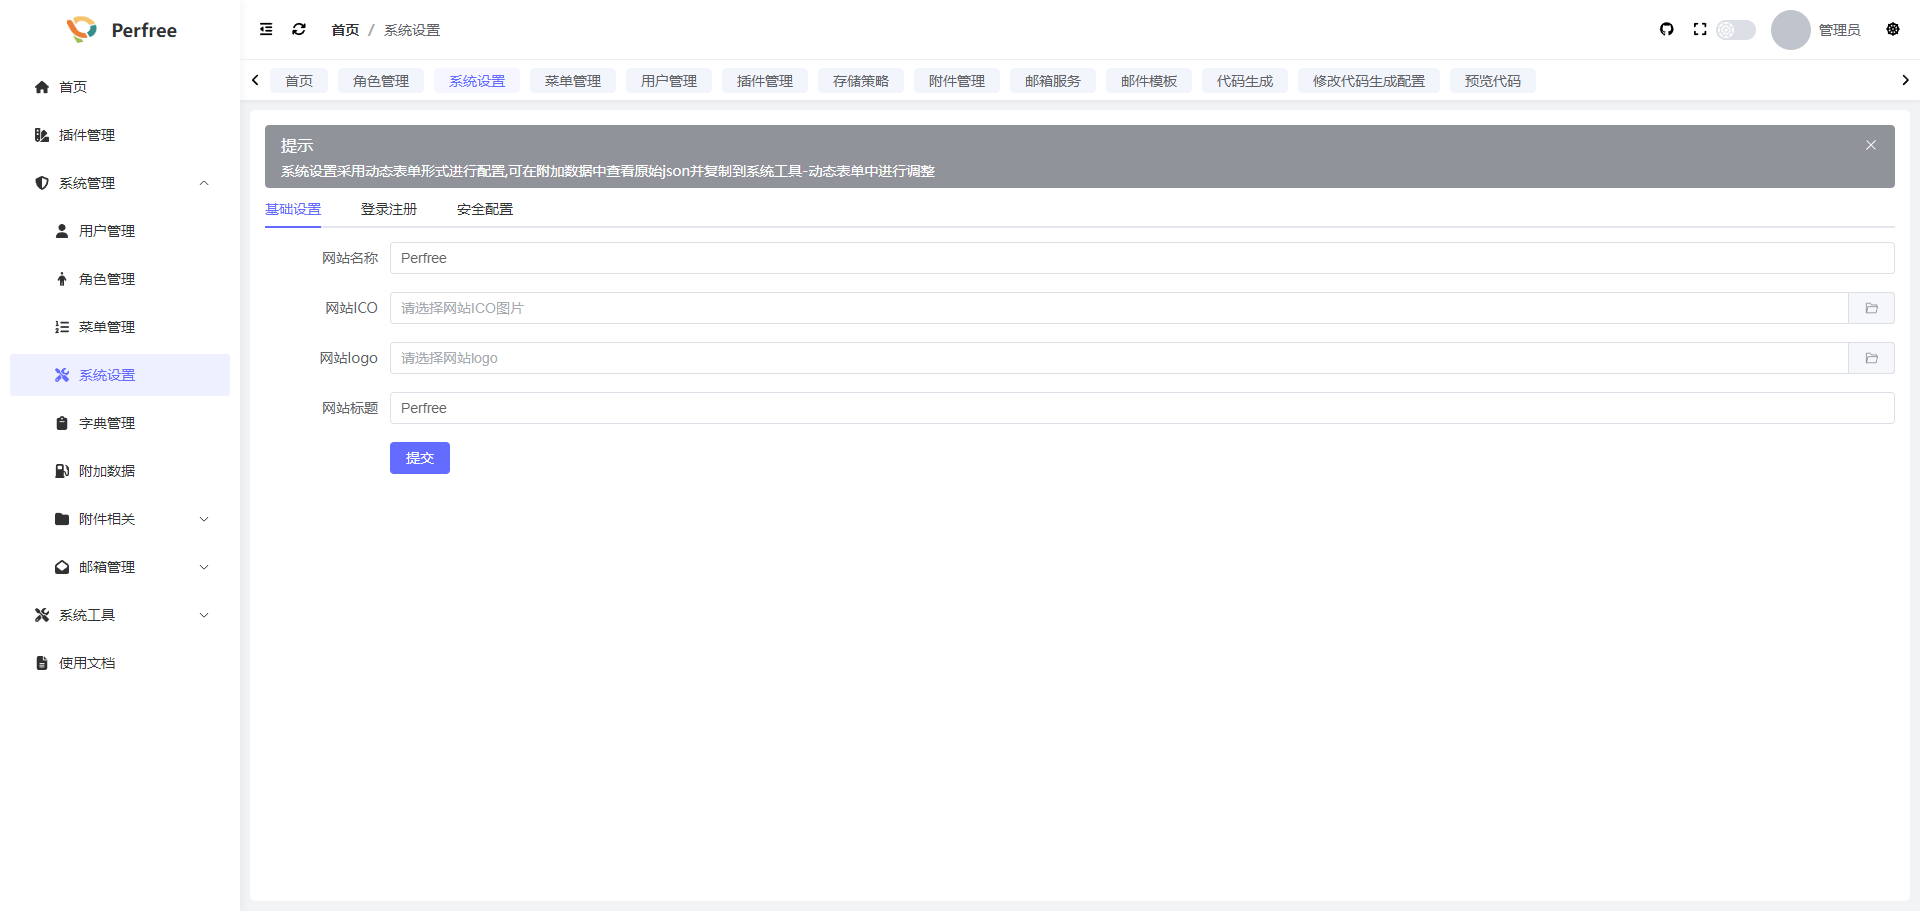 Perfree
首页 / 系统设置
管理员
首页 角色管理 系统设置 菜单管理 用户管理 插件管理 存储策略 附件管理 邮箱服务 邮件模板 代码生成 修改代码生成配置 预览代码
首页
插件管理
系统管理
用户管理
角色管理
菜单管理
系统设置
字典管理
附加数据
附件相关
邮箱管理
系统工具
使用文档
提示
系统设置采用动态表单形式进行配置,可在附加数据中查看原始json并复制到系统工具-动态表单中进行调整
基础设置 登录注册 安全配置
网站名称 Perfree
网站ICO 请选择网站ICO图片
网站logo 请选择网站logo
网站标题 Perfree
提交